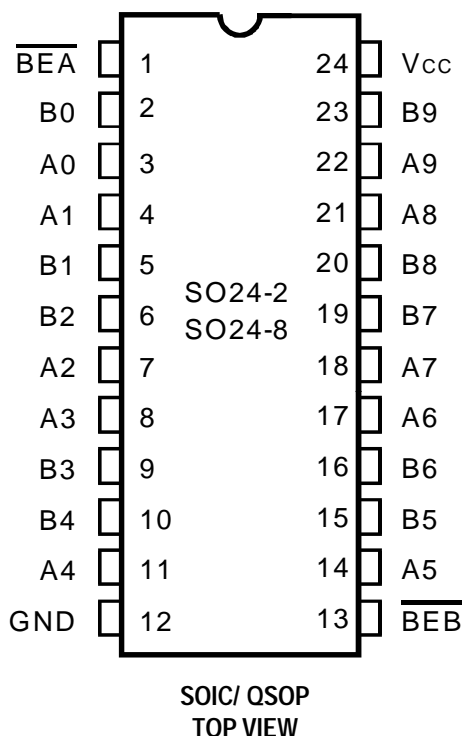 B̅E̅A̅ 1 24 Vcc
B0 2 23 B9
A0 3 22 A9
A1 4 21 A8
B1 5 20 B8
SO24-2
B2 6 19 B7
SO24-8
A2 7 18 A7
A3 8 17 A6
B3 9 16 B6
B4 10 15 B5
A4 11 14 A5
GND 12 13 B̅E̅B̅
SOIC/ QSOP
TOP VIEW